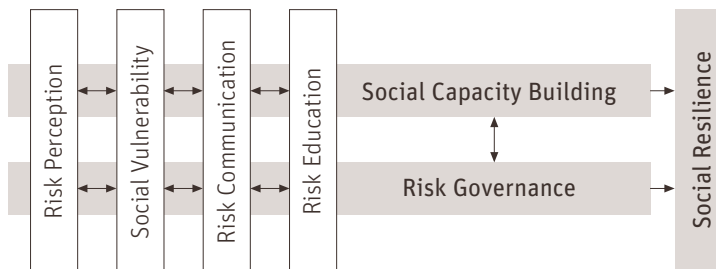 Risk Perception
Social Vulnerability
Risk Communication
Risk Education
Social Capacity Building
Risk Governance
Social Resilience